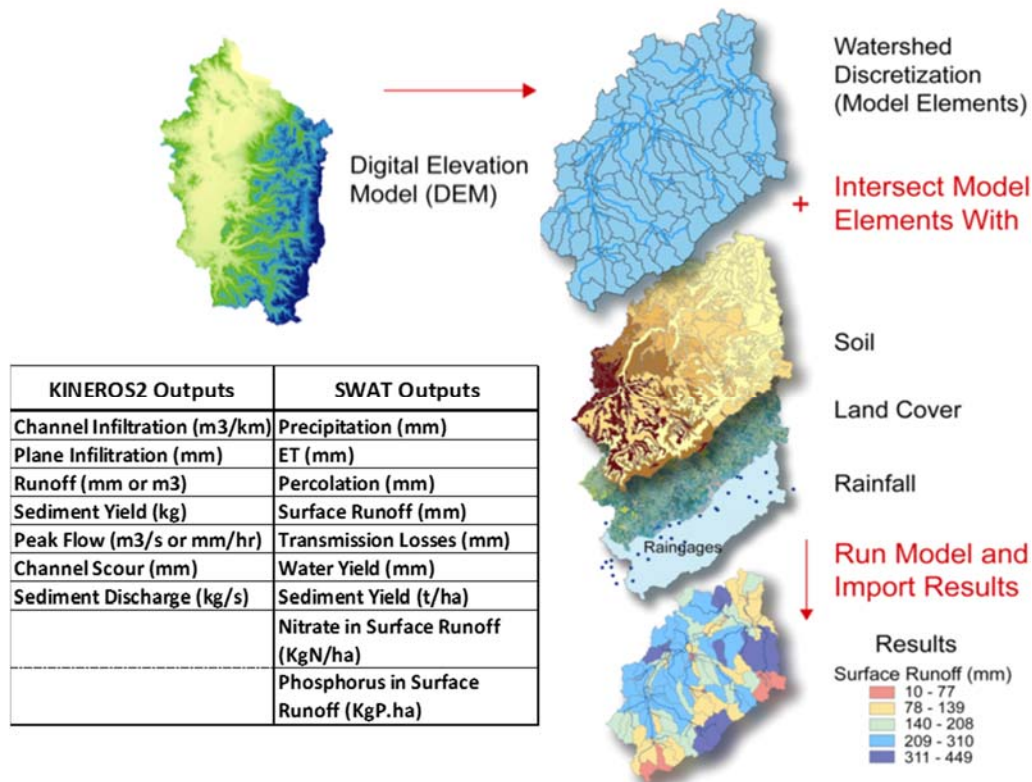 Watershed
Discretization
(Model Elements)
Digital Elevation
Model (DEM)
+ Intersect Model
Elements With
Soil
Land Cover
Rainfall
Raingages
Run Model and
Import Results
Results
Surface Runoff (mm)
10 - 77
78 - 139
140 - 208
209 - 310
311 - 449
KINEROS2 Outputs SWAT Outputs
Channel Infiltration (m3/km) Precipitation (mm)
Plane Infilitration (mm) ET (mm)
Runoff (mm or m3) Percolation (mm)
Sediment Yield (kg) Surface Runoff (mm)
Peak Flow (m3/s or mm/hr) Transmission Losses (mm)
Channel Scour (mm) Water Yield (mm)
Sediment Discharge (kg/s) Sediment Yield (t/ha)
Nitrate in Surface Runoff
(KgN/ha)
Phosphorus in Surface
Runoff (KgP.ha)